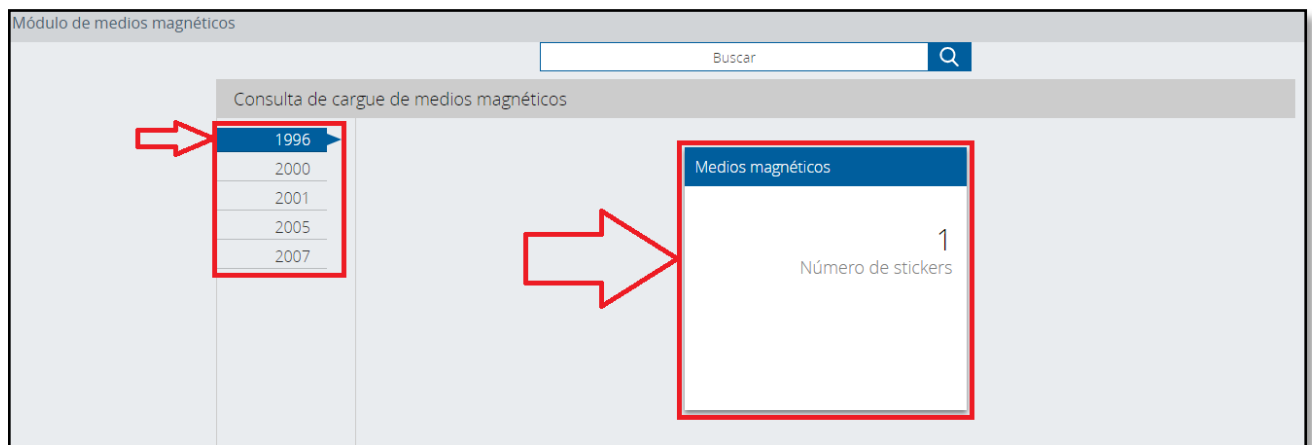 Módulo de medios magnéticos
Buscar
Consulta de cargue de medios magnéticos
1996
2000
2001
2005
2007
Medios magnéticos
1
Número de stickers